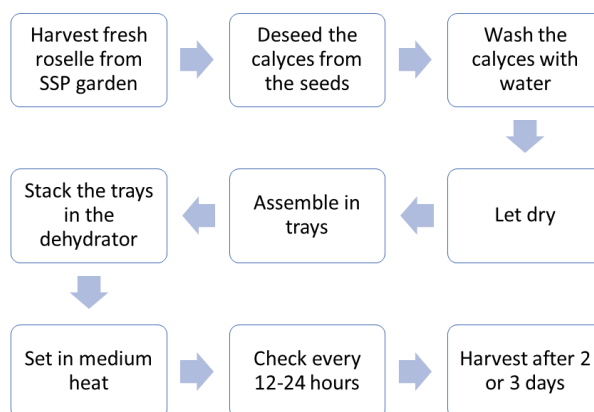 Harvest fresh
roselle from
SSP garden
Deseed the
calyces from
the seeds
Wash the
calyces with
water
Let dry
Assemble in
trays
Stack the trays
in the
dehydrator
Set in medium
heat
Check every
12-24 hours
Harvest after 2
or 3 days